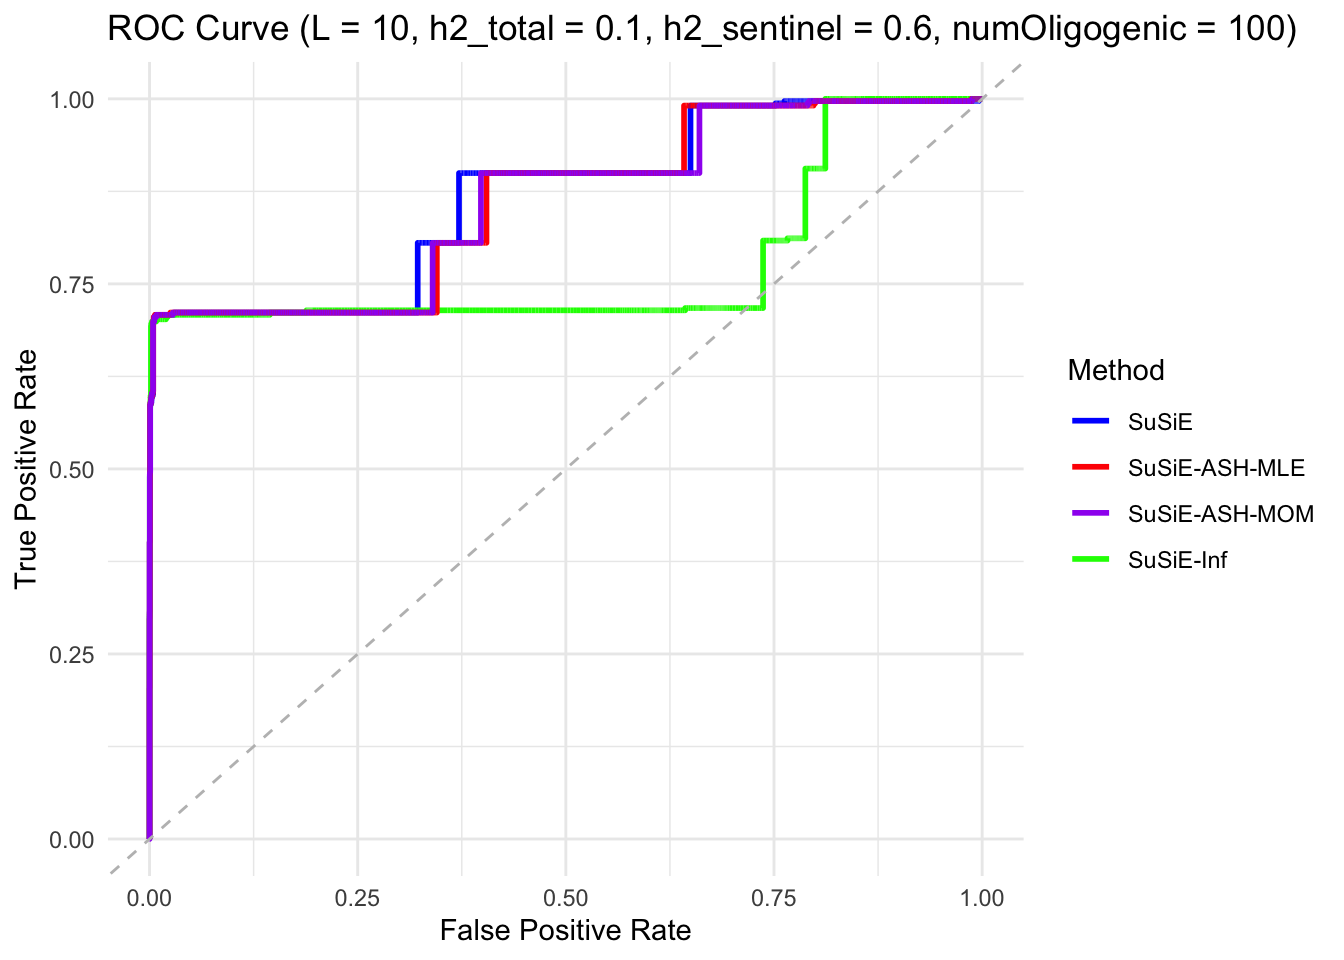 ROC Curve (L = 10, h2_total = 0.1, h2_sentinel = 0.6, numOligogenic = 100)
1.00
0.75
0.50
0.25
0.00
True Positive Rate
0.00 0.25 0.50 0.75 1.00
False Positive Rate
Method
SuSiE
SuSiE-ASH-MLE
SuSiE-ASH-MOM
SuSiE-Inf